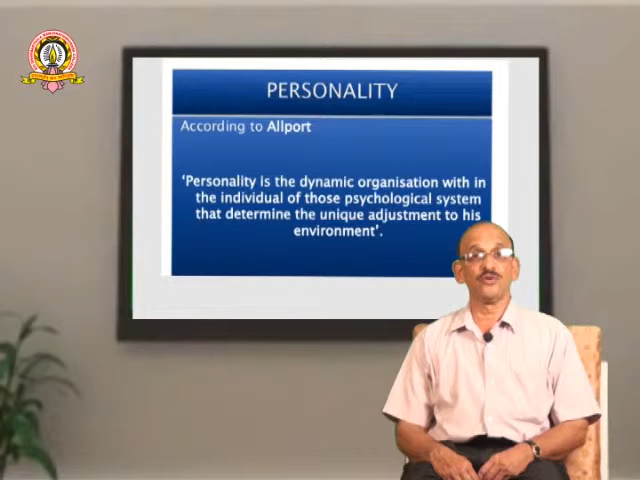 PERSONALITY
According to Allport
‘Personality is the dynamic organisation with in
the individual of those psychological system
that determine the unique adjustment to his
environment’.